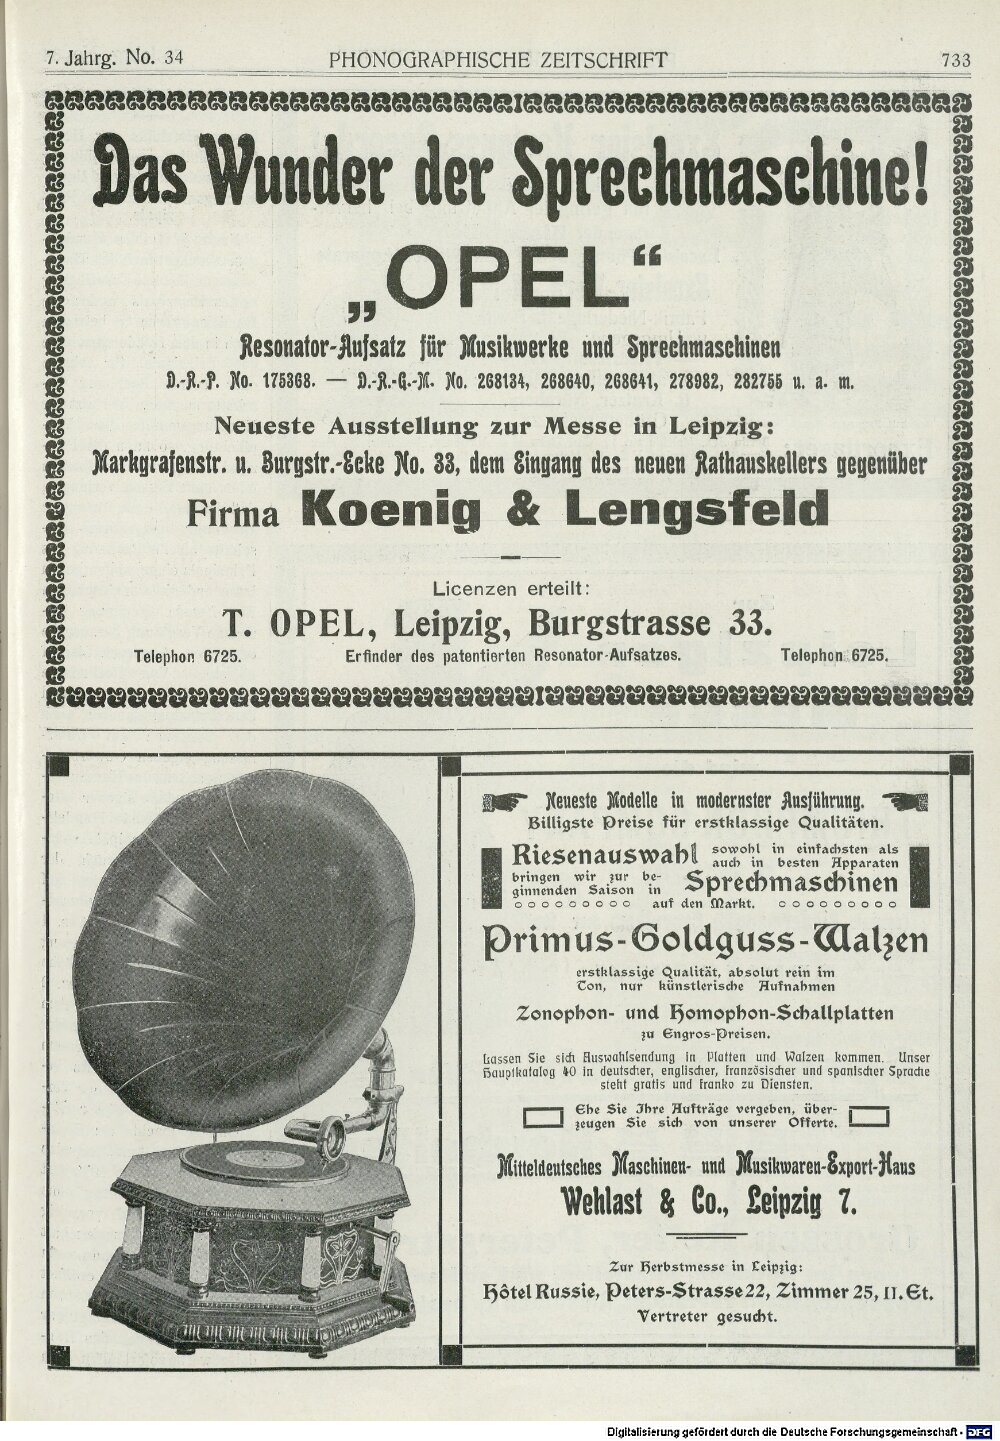 7. Jahrg. No. 34 PHONOGRAPHISCHE ZEITSCHRIFT 733
Das Wunder der Sprechmaschine!
„OPEL“
Resonator-Aufsatz für Musikwerke und Sprechmaschinen
D.-R.-P. No. 175368. — D.-R.-G.-M. No. 268134, 268640, 268641, 278982, 282755 u. a. m.
Neueste Ausstellung zur Messe in Leipzig:
Markgrafenstr. u. Burgstr.-Ecke No. 33, dem Eingang des neuen Rathauskellers gegenüber
Firma Koenig & Lengsfeld
Licenzen erteilt:
T. OPEL, Leipzig, Burgstrasse 33.
Telephon 6725. Erfinder des patentierten Resonator-Aufsatzes. Telephon 6725.
Neueste Modelle in modernster Ausführung.
Billigste Preise für erstklassige Qualitäten.
Riesenauswahl sowohl in einfachsten als
auch in besten Apparaten
bringen wir zur be-
ginnenden Saison in Sprechmaschinen
auf den Markt.
Primus-Goldguss-Walzen
erstklassige Qualität, absolut rein im
Ton, nur künstlerische Aufnahmen
Zonophon- und Homophon-Schallplatten
zu Engros-Preisen.
Lassen Sie sich Auswahlsendung in Platten und Walzen kommen. Unser
Hauptkatalog 40 in deutscher, englischer, französischer und spanischer Sprache
steht gratis und franko zu Diensten.
Ehe Sie Ihre Aufträge vergeben, über-
zeugen Sie sich von unserer Offerte.
Mitteldeutsches Maschinen- und Musikwaren-Export-Haus
Wehlast & Co., Leipzig 7.
Zur Herbstmesse in Leipzig:
Hôtel Russie, Peters-Strasse 22, Zimmer 25, II. Et.
Vertreter gesucht.
Digitalisierung gefördert durch die Deutsche Forschungsgemeinschaft - DFG